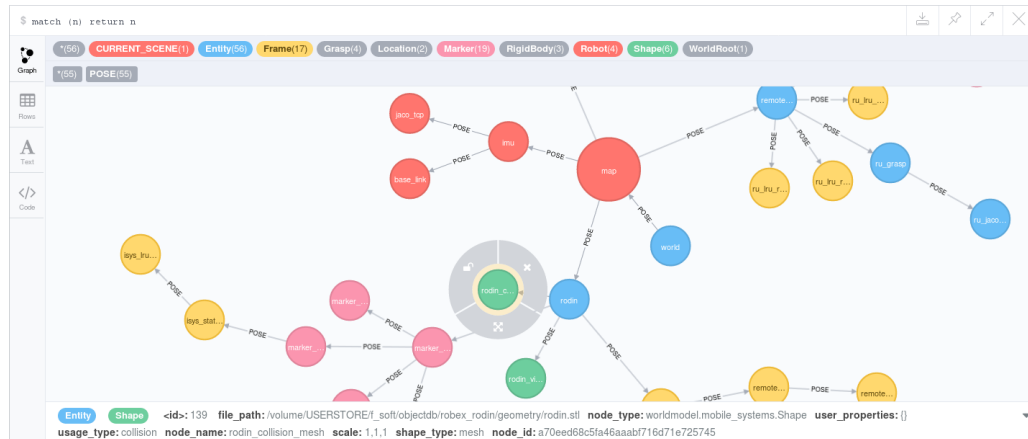 $ match (n) return n
*(56) CURRENT_SCENE(1) Entity(56) Frame(17) Grasp(4) Location(2) Marker(19) RigidBody(3) Robot(4) Shape(6) WorldRoot(1)
Graph
*(55) POSE(55)
Rows
Text
Code
remote...
POSE
ru_lru_...
jaco_tcp
POSE
POSE
POSE
imu
POSE
map
POSE
POSE
ru_grasp
base_link
POSE
ru_lru_r...
ru_lru_r...
POSE
POSE
ru_jaco...
POSE
world
isys_lru...
POSE
rodin_c...
rodin
marker_...
isys_stat...
POSE
POSE
marker_...
POSE
marker_...
POSE
POSE
POSE
rodin_vi...
POSE
POSE
remote...
POSE
remote...
Entity Shape <id>: 139 file_path: /volume/USERSTORE/f_soft/objectdb/robex_rodin/geometry/rodin.stl node_type: worldmodel.mobile_systems.Shape user_properties: {}
usage_type: collision node_name: rodin_collision_mesh scale: 1,1,1 shape_type: mesh node_id: a70eed68c5fa46aaabf716d71e725745